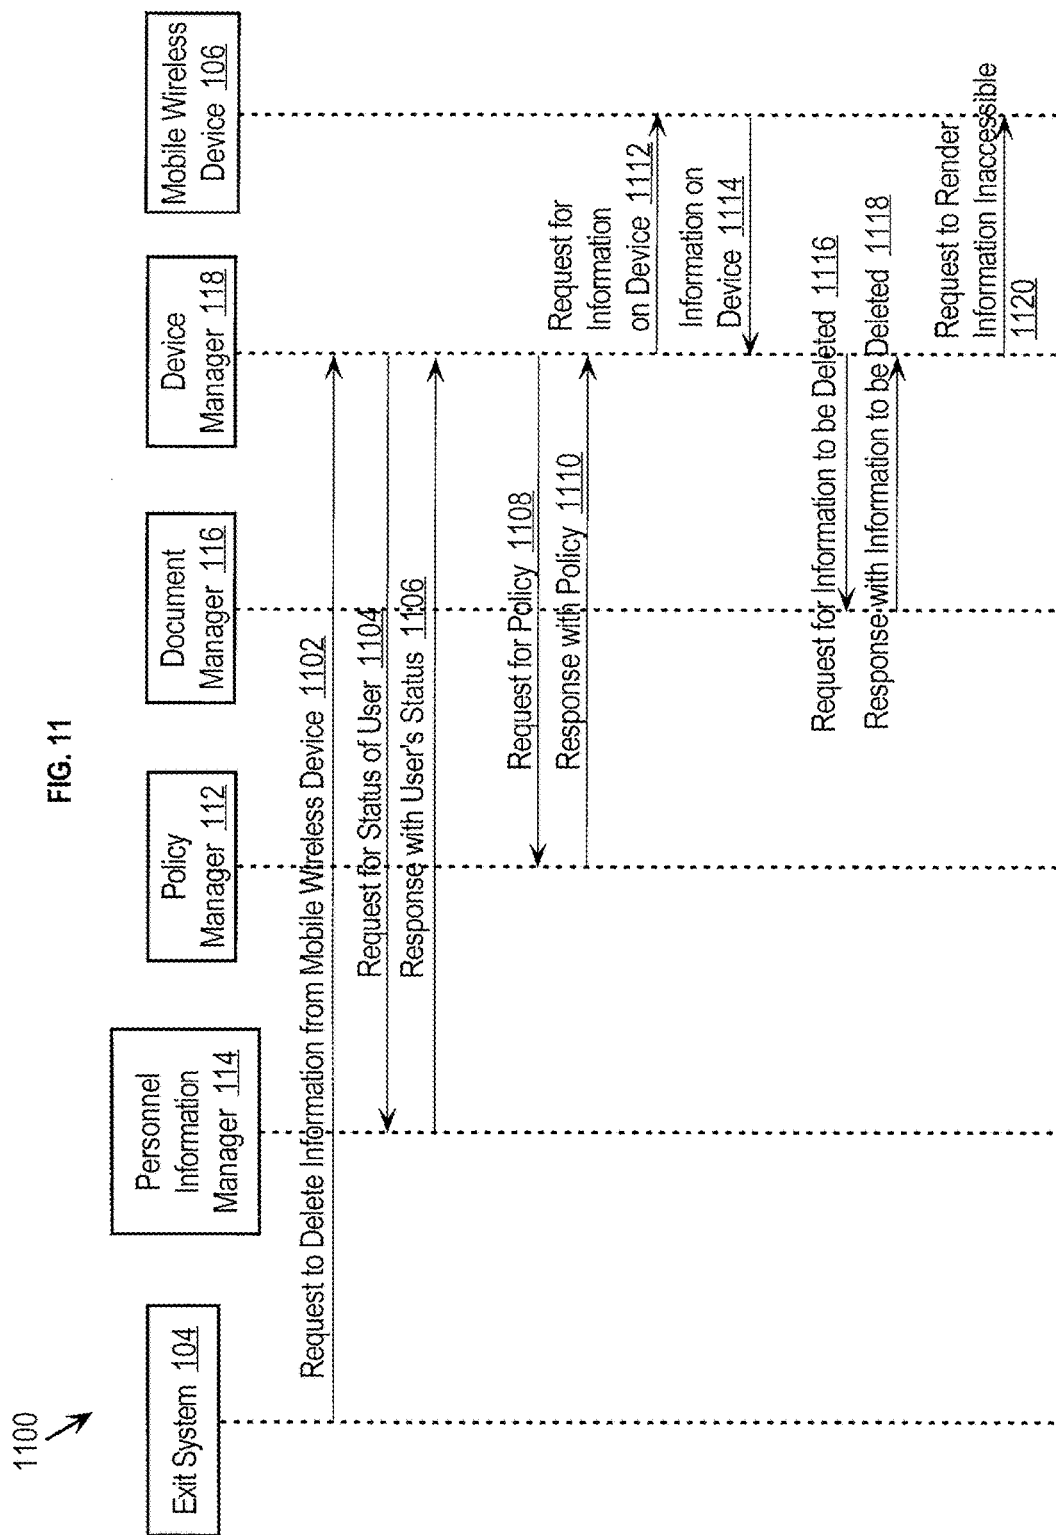 FIG. 11
1100
Exit System 104
Personnel
Information
Manager 114
Policy
Manager 112
Document
Manager 116
Device
Manager 118
Mobile Wireless
Device 106
Request to Delete Information from Mobile Wireless Device 1102
Request for Status of User 1104
Response with User's Status 1106
Request for Policy 1108
Response with Policy 1110
Request for
Information
on Device 1112
Information on
Device 1114
Request for Information to be Deleted 1116
Response with Information to be Deleted 1118
Request to Render
Information Inaccessible
1120